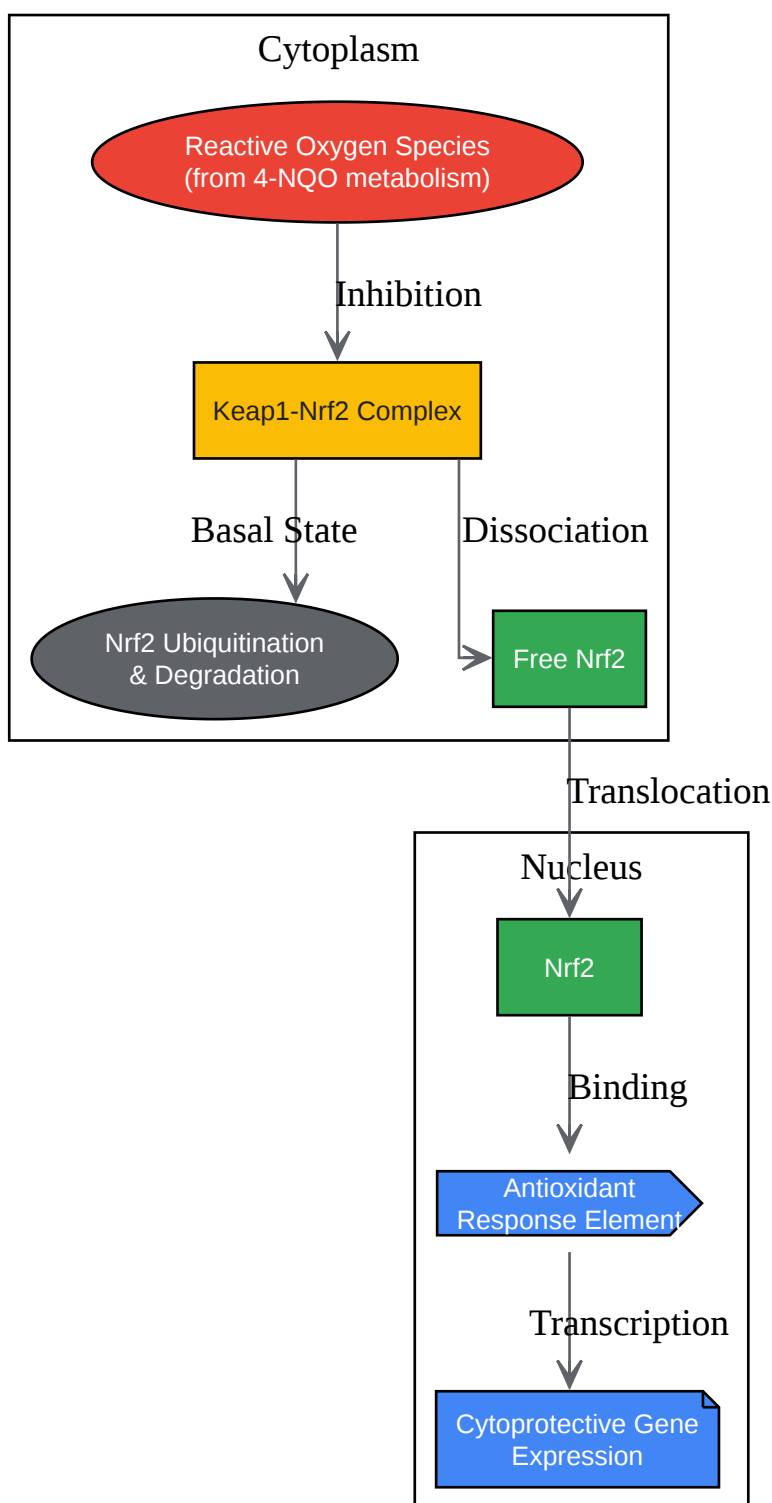 Cytoplasm
Reactive Oxygen Species
(from 4-NQO metabolism)
Inhibition
Keap1-Nrf2 Complex
Basal State
Dissociation
Nrf2 Ubiquitination
& Degradation
Free Nrf2
Translocation
Nucleus
Nrf2
Binding
Antioxidant
Response Element
Transcription
Cytoprotective Gene
Expression